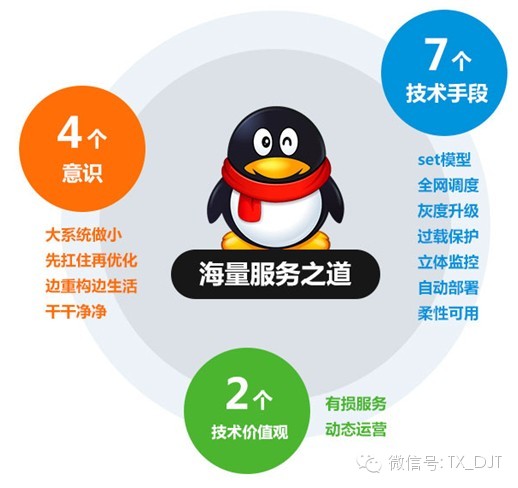 7个
技术手段
set模型
全网调度
灰度升级
过载保护
立体监控
自动部署
柔性可用
4个
意识
大系统做小
先扛住再优化
边重构边生活
干干净净
海量服务之道
2个
技术价值观
有损服务
动态运营
微信号: TX_DJT